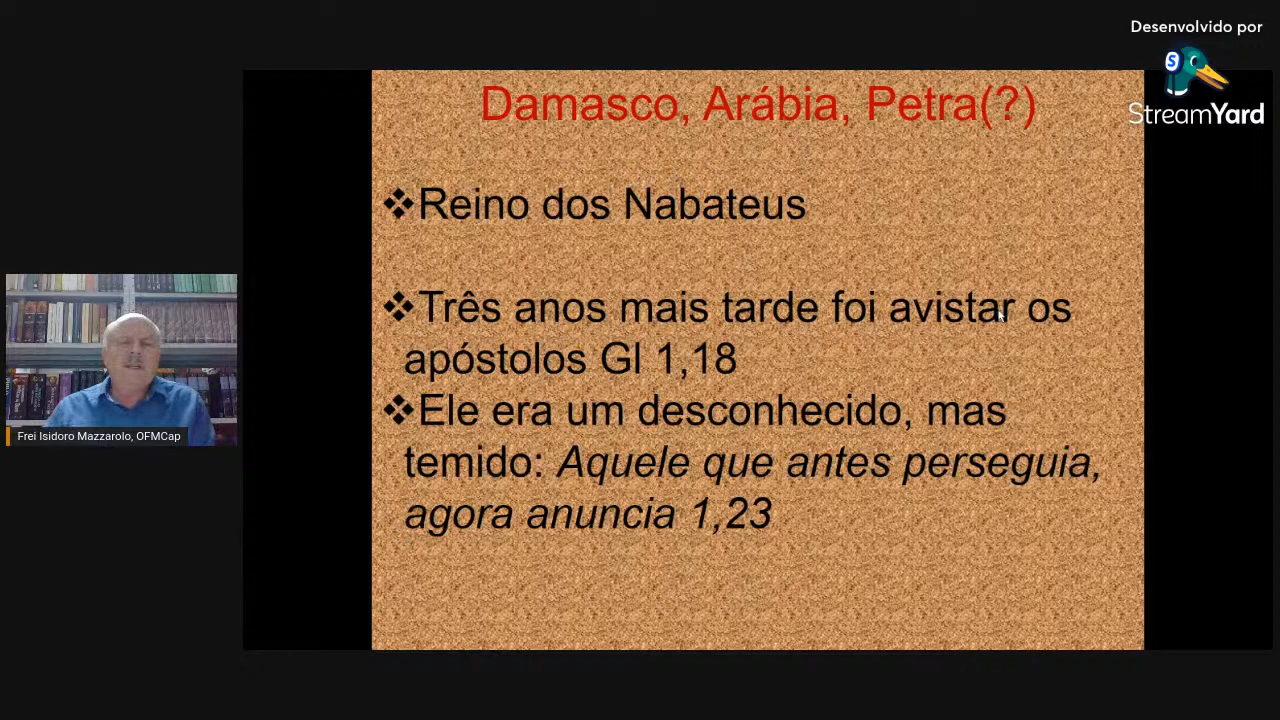 Desenvolvido por
StreamYard
Damasco, Arábia, Petra(?)
❖Reino dos Nabateus
❖Três anos mais tarde foi avistar os
apóstolos Gl 1,18
❖Ele era um desconhecido, mas
temido: Aquele que antes perseguia,
agora anuncia 1,23
Frei Isidoro Mazzarolo, OFMCap